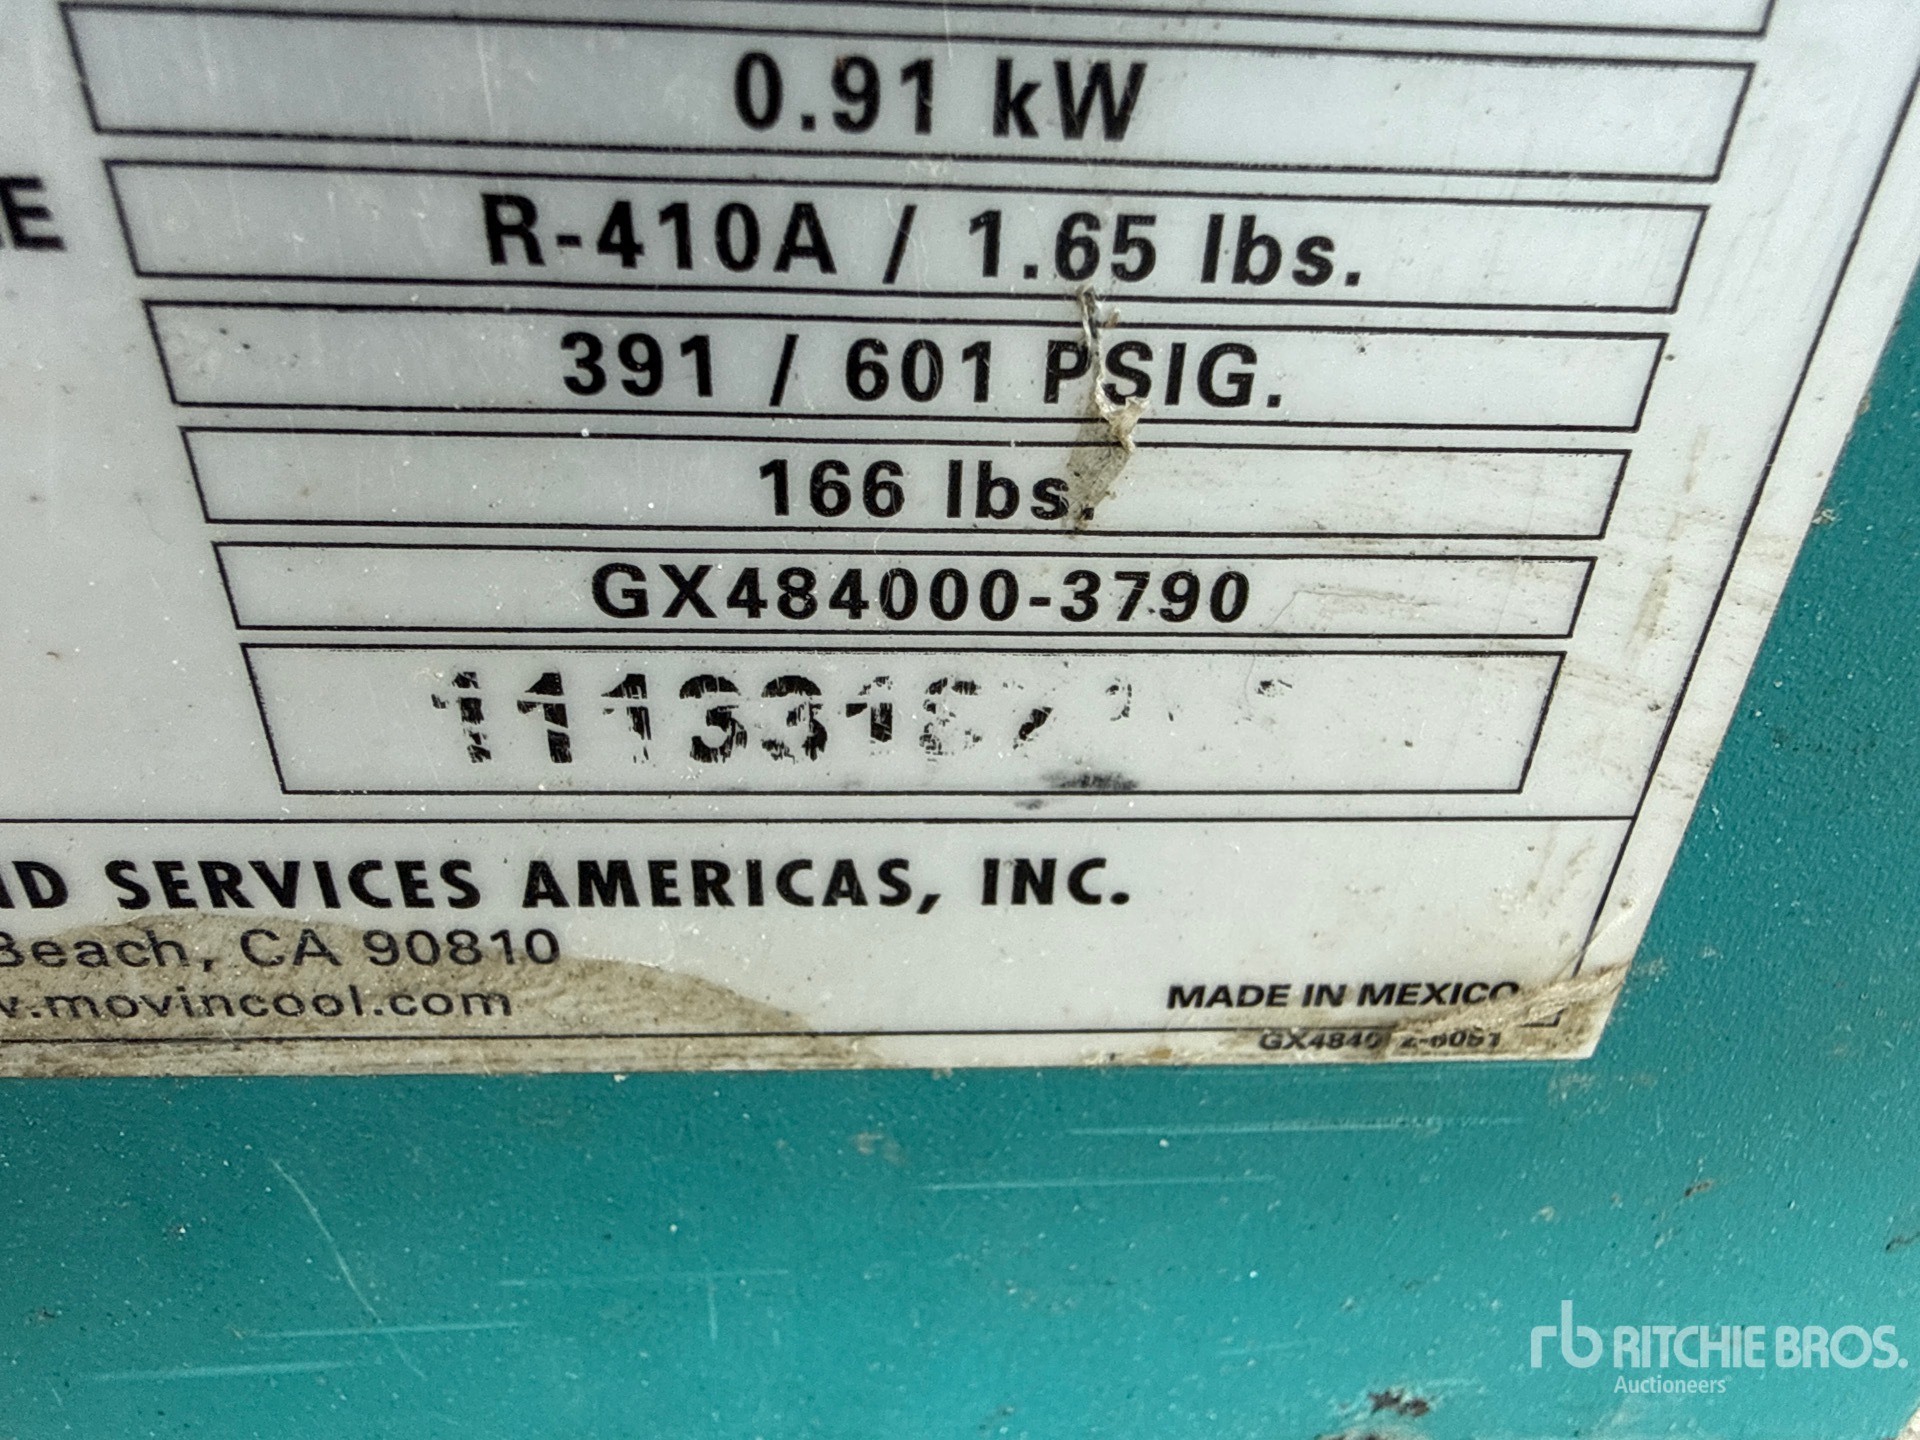 0.91 kW
R-410A / 1.65 lbs.
391 / 601 PSIG.
166 lbs.
GX484000-3790
SERVICES AMERICAS, INC.
Beach, CA 90810
.movincool.com
MADE IN MEXICO
rb RITCHIE BROS.
Auctioneers